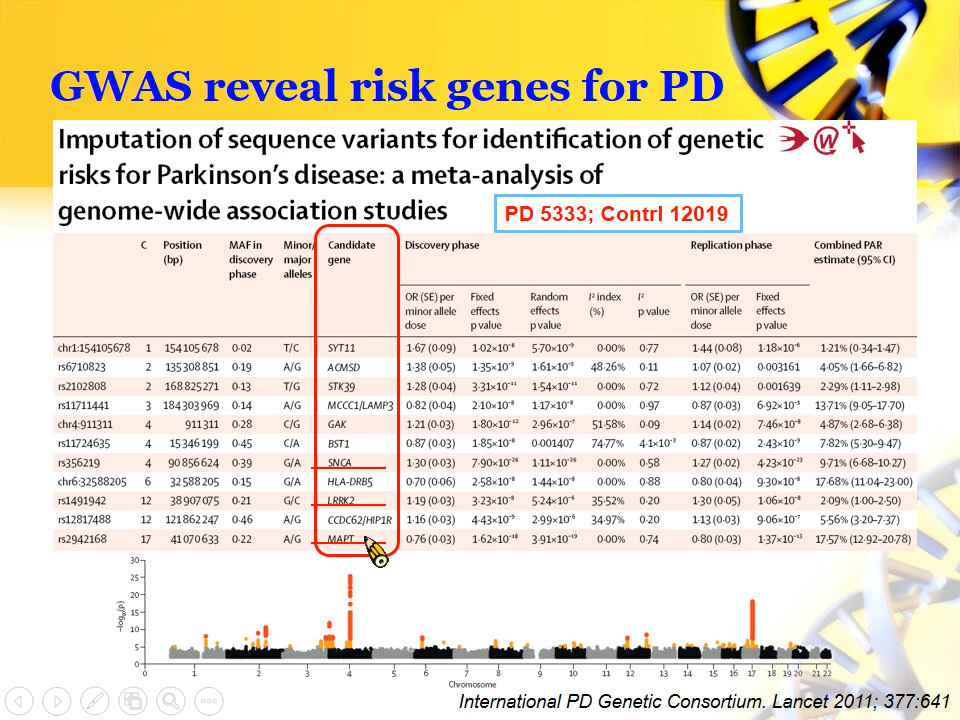 GWAS reveal risk genes for PD
Imputation of sequence variants for identification of genetic
risks for Parkinson's disease: a meta-analysis of
genome-wide association studies
W
PD 5333; Contrl 12019
C Position (bp) MAF in discovery phase Minor/major alleles Candidate gene Discovery phase Replication phase Combined PAR estimate (95% CI)
OR (SE) per minor allele dose Fixed effects p value Random effects p value I² index (%) I² p value OR (SE) per minor allele dose Fixed effects p value
chr1:154105678 1 154105678 0·02 T/C SYT11 1·67 (0·09) 1·02×10⁻⁸ 5·70×10⁻⁹ 0·00% 0·77 1·44 (0·08) 1·18×10⁻⁶ 1·21% (0·34–1·47)
rs6710823 2 135308851 0·19 A/G ACMSD 1·38 (0·05) 1·35×10⁻⁹ 1·61×10⁻⁵ 48·26% 0·11 1·07 (0·02) 0·003161 4·05% (1·66–6·82)
rs2102808 2 168825271 0·13 T/G STK39 1·28 (0·04) 3·31×10⁻¹¹ 1·54×10⁻¹¹ 0·00% 0·72 1·12 (0·04) 0·001639 2·29% (1·11–2·98)
rs11711441 3 184303969 0·14 A/G MCCC1/LAMP3 0·82 (0·04) 2·10×10⁻⁸ 1·17×10⁻⁸ 0·00% 0·97 0·87 (0·03) 6·92×10⁻⁵ 13·71% (9·05–17·70)
chr4:911311 4 911311 0·28 C/G GAK 1·21 (0·03) 1·80×10⁻¹² 2·96×10⁻⁷ 51·58% 0·09 1·14 (0·02) 7·46×10⁻⁸ 4·87% (2·68–6·38)
rs11724635 4 15346199 0·45 C/A BST1 0·87 (0·03) 1·85×10⁻⁸ 0·001407 74·77% 4·1×10⁻³ 0·87 (0·02) 2·43×10⁻⁹ 7·82% (5·30–9·47)
rs356219 4 90856624 0·39 G/A SNCA 1·30 (0·03) 7·90×10⁻²⁶ 1·11×10⁻²⁶ 0·00% 0·58 1·27 (0·02) 4·23×10⁻²³ 9·71% (6·68–10·27)
chr6:32588205 6 32588205 0·15 G/A HLA-DRB5 0·70 (0·06) 2·58×10⁻⁸ 1·44×10⁻⁸ 0·00% 0·88 0·80 (0·04) 9·30×10⁻⁸ 17·68% (11·04–23·00)
rs1491942 12 38907075 0·21 G/C LRRK2 1·19 (0·03) 3·23×10⁻⁸ 5·24×10⁻⁶ 35·52% 0·20 1·30 (0·05) 1·06×10⁻⁸ 2·09% (1·00–2·50)
rs12817488 12 121862247 0·46 A/G CCDC62/HIP1R 1·16 (0·03) 4·43×10⁻⁹ 2·99×10⁻⁶ 34·97% 0·20 1·13 (0·03) 9·06×10⁻⁷ 5·56% (3·20–7·37)
rs2942168 17 41070633 0·22 A/G MAPT 0·76 (0·03) 1·62×10⁻¹⁸ 3·91×10⁻¹⁹ 0·00% 0·74 0·80 (0·03) 1·37×10⁻¹³ 17·57% (12·92–20·78)
30
25
20
15
10
5
0
–log₁₀(p)
0 1 2 3 4 5 6 7 8 9 10 11 12 13 14 15 16 17 18 19 20 21 22
Chromosome
International PD Genetic Consortium. Lancet 2011; 377:641